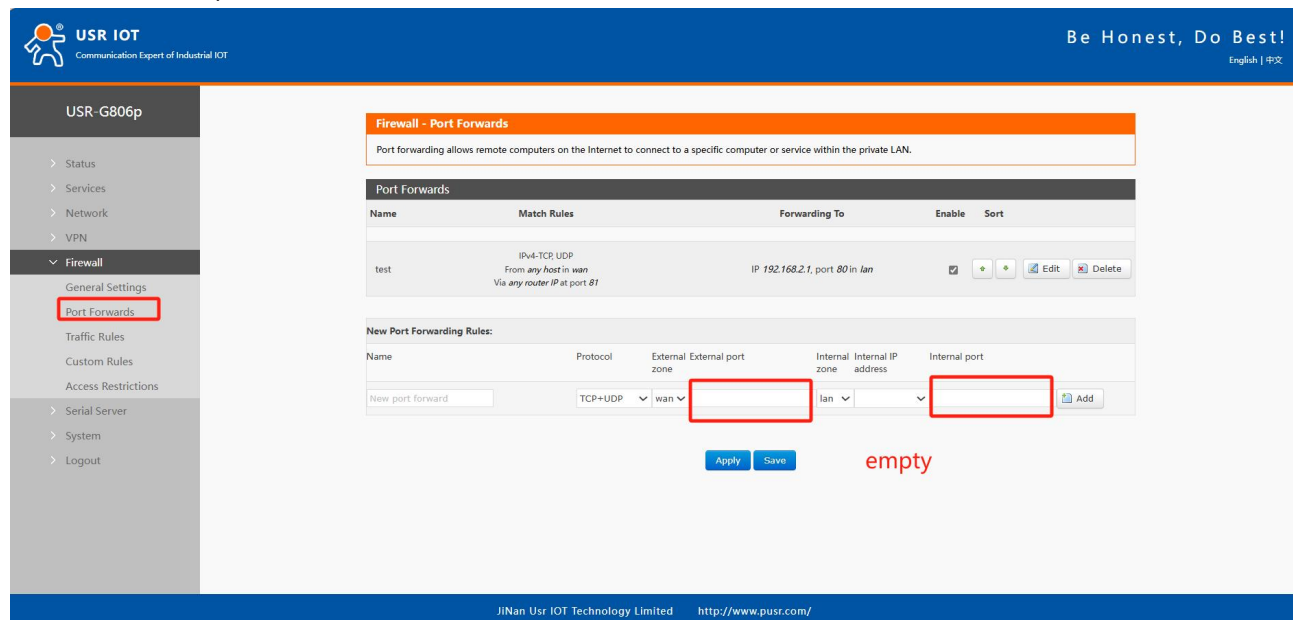 USR IOT
Communication Expert of Industrial IOT
Be Honest, Do Best!
English | 中文
USR-G806p
Status
Services
Network
VPN
Firewall
General Settings
Port Forwards
Traffic Rules
Custom Rules
Access Restrictions
Serial Server
System
Logout
Firewall - Port Forwards
Port forwarding allows remote computers on the Internet to connect to a specific computer or service within the private LAN.
Port Forwards
Name Match Rules Forwarding To Enable Sort
IPv4-TCP, UDP
test From any host in wan IP 192.168.2.1, port 80 in lan Edit Delete
Via any router IP at port 81
New Port Forwarding Rules:
Name Protocol External External port Internal Internal IP Internal port
zone zone address
New port forward TCP+UDP wan lan Add
Apply Save empty
JiNan Usr IOT Technology Limited http://www.pusr.com/